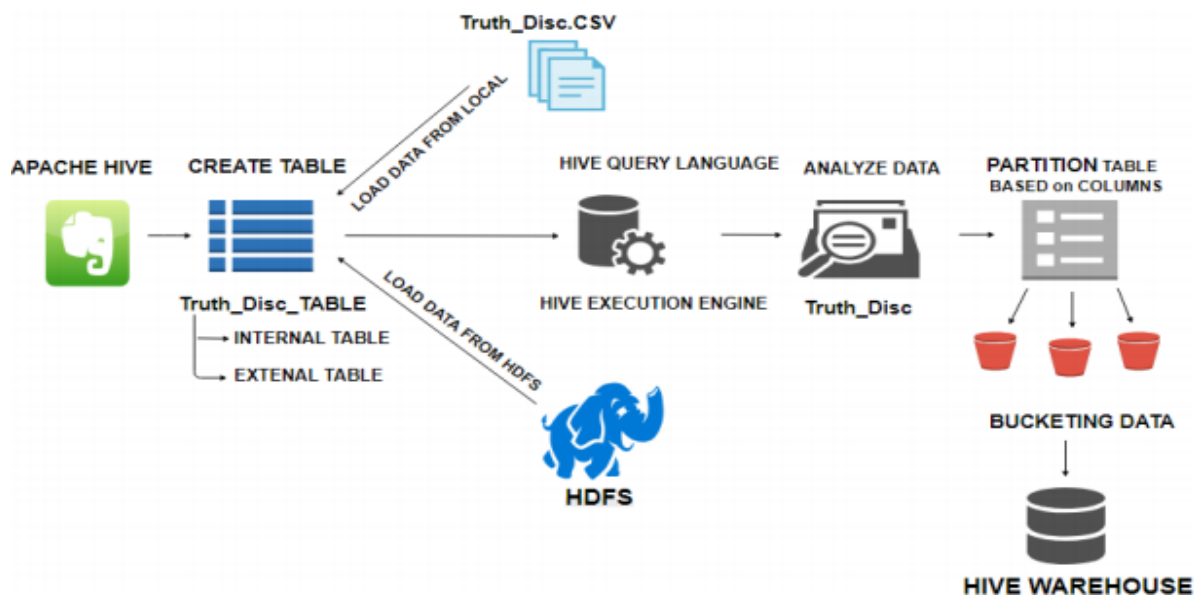 Truth_Disc.CSV
LOAD DATA FROM LOCAL
APACHE HIVE
CREATE TABLE
HIVE QUERY LANGUAGE
ANALYZE DATA
PARTITION TABLE
BASED on COLUMNS
Truth_Disc_TABLE
INTERNAL TABLE
EXTENAL TABLE
LOAD DATA FROM HDFS
HIVE EXECUTION ENGINE
Truth_Disc
HDFS
BUCKETING DATA
HIVE WAREHOUSE